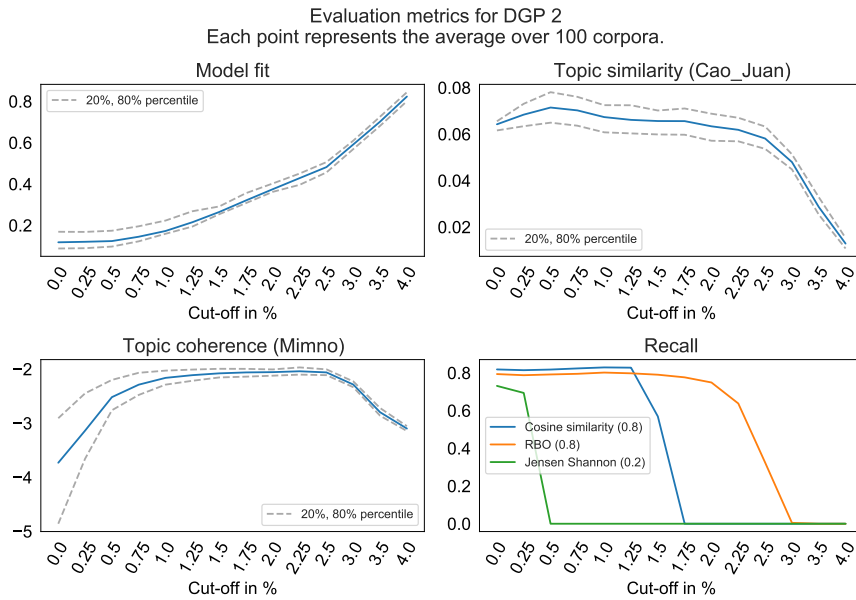 Evaluation metrics for DGP 2
Each point represents the average over 100 corpora.
Model fit
0.8
0.6
0.4
0.2
20%, 80% percentile
0.0 0.25 0.5 0.75 1.0 1.25 1.5 1.75 2.0 2.25 2.5 3.0 3.5 4.0
Cut-off in %
Topic similarity (Cao_Juan)
0.08
0.06
0.04
0.02
20%, 80% percentile
0.0 0.25 0.5 0.75 1.0 1.25 1.5 1.75 2.0 2.25 2.5 3.0 3.5 4.0
Cut-off in %
Topic coherence (Mimno)
−2
−3
−4
−5
20%, 80% percentile
0.0 0.25 0.5 0.75 1.0 1.25 1.5 1.75 2.0 2.25 2.5 3.0 3.5 4.0
Cut-off in %
Recall
0.8
0.6
0.4
0.2
0.0
Cosine similarity (0.8)
RBO (0.8)
Jensen Shannon (0.2)
0.0 0.25 0.5 0.75 1.0 1.25 1.5 1.75 2.0 2.25 2.5 3.0 3.5 4.0
Cut-off in %